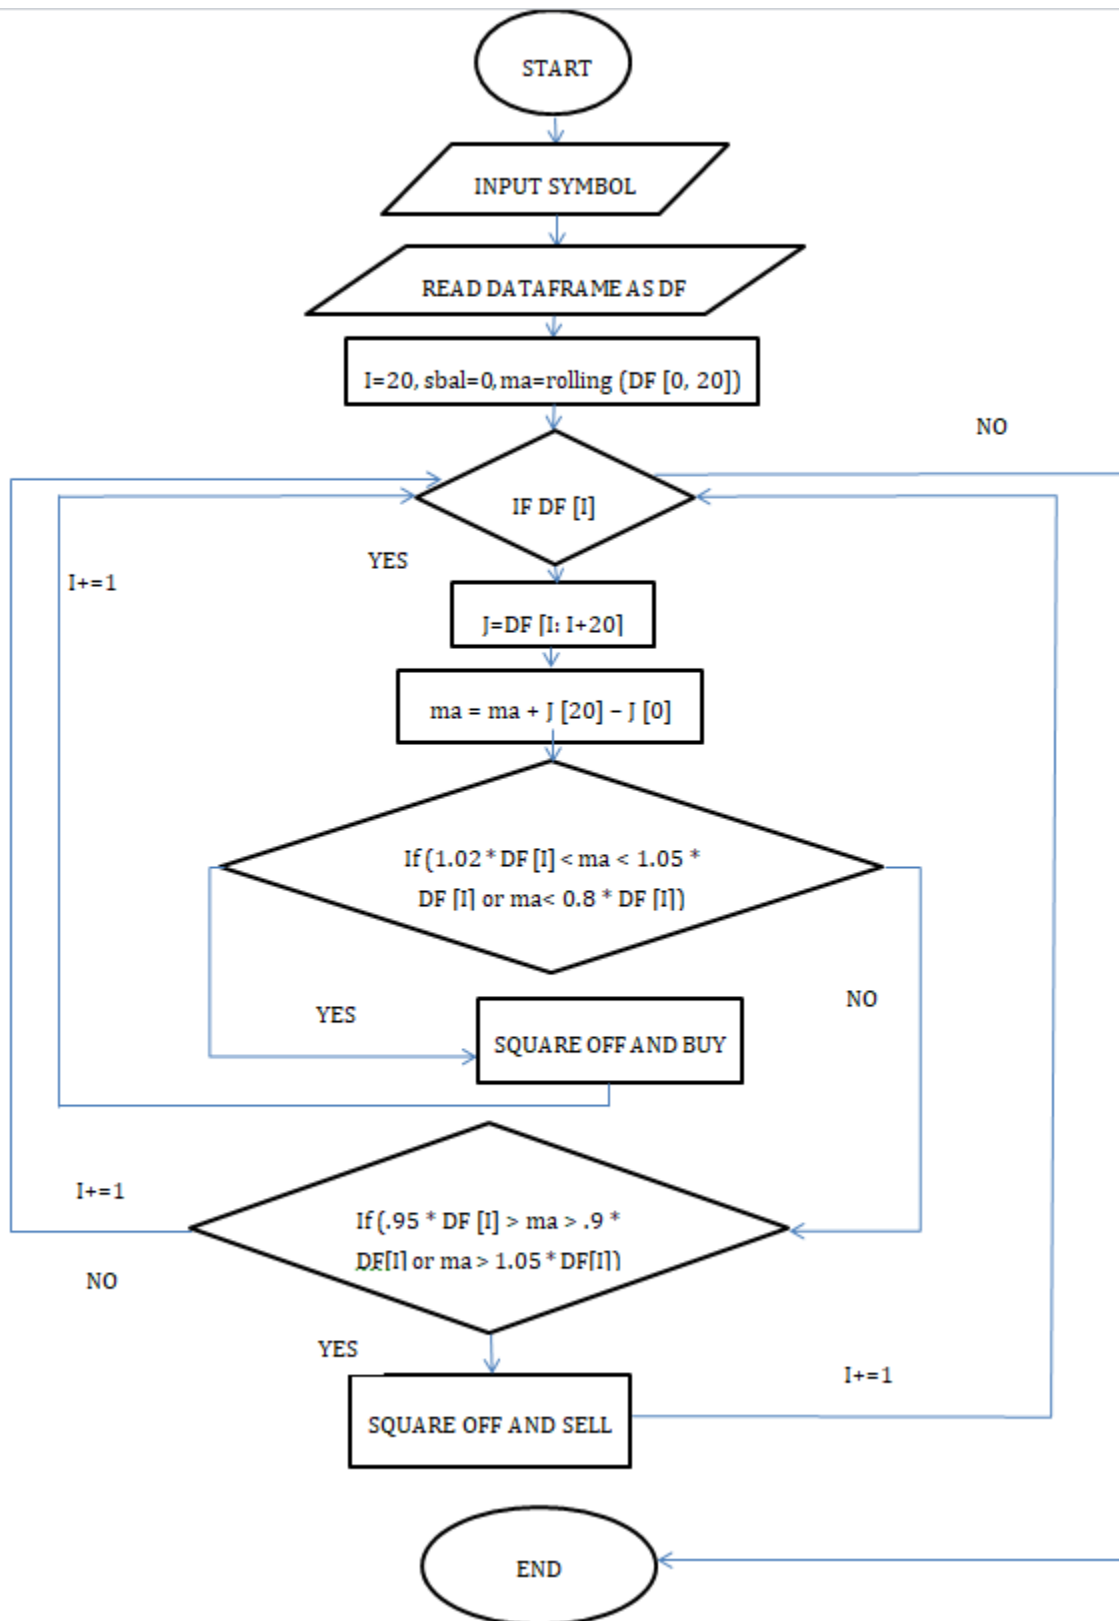 START
INPUT SYMBOL
READ DATAFRAME AS DF
I=20, sbal=0, ma=rolling (DF [0, 20])
NO
IF DF [I]
YES
I+=1
J=DF [I: I+20]
ma = ma + J [20] – J [0]
If (1.02 * DF [I] < ma < 1.05 *
DF [I] or ma< 0.8 * DF [I])
YES
NO
SQUARE OFF AND BUY
I+=1
If (.95 * DF [I] > ma > .9 *
DF[I] or ma > 1.05 * DF[I])
NO
YES
I+=1
SQUARE OFF AND SELL
END